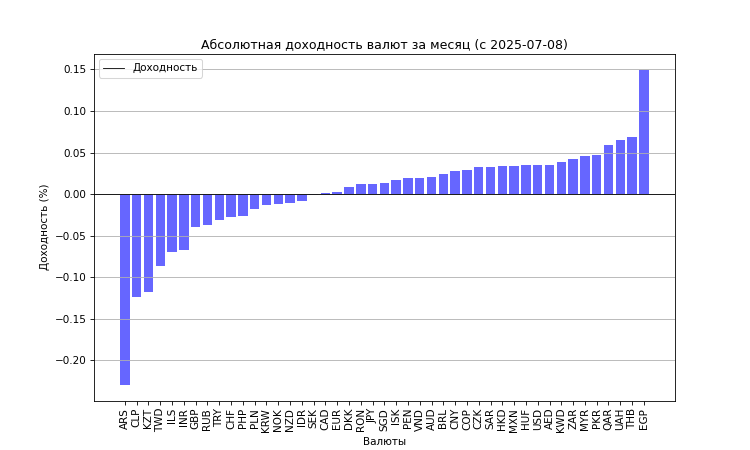 Абсолютная доходность валют за месяц (с 2025-07-08)
Доходность
Доходность (%)
0.15
0.10
0.05
0.00
−0.05
−0.10
−0.15
−0.20
ARS
CLP
KZT
TWD
ILS
INR
GBP
RUB
TRY
CHF
PHP
PLN
KRW
NOK
NZD
IDR
SEK
CAD
EUR
DKK
RON
JPY
SGD
ISK
PEN
VND
AUD
BRL
CNY
COP
CZK
SAR
HKD
MXN
HUF
USD
AED
KWD
ZAR
MYR
PKR
QAR
UAH
THB
EGP
Валюты